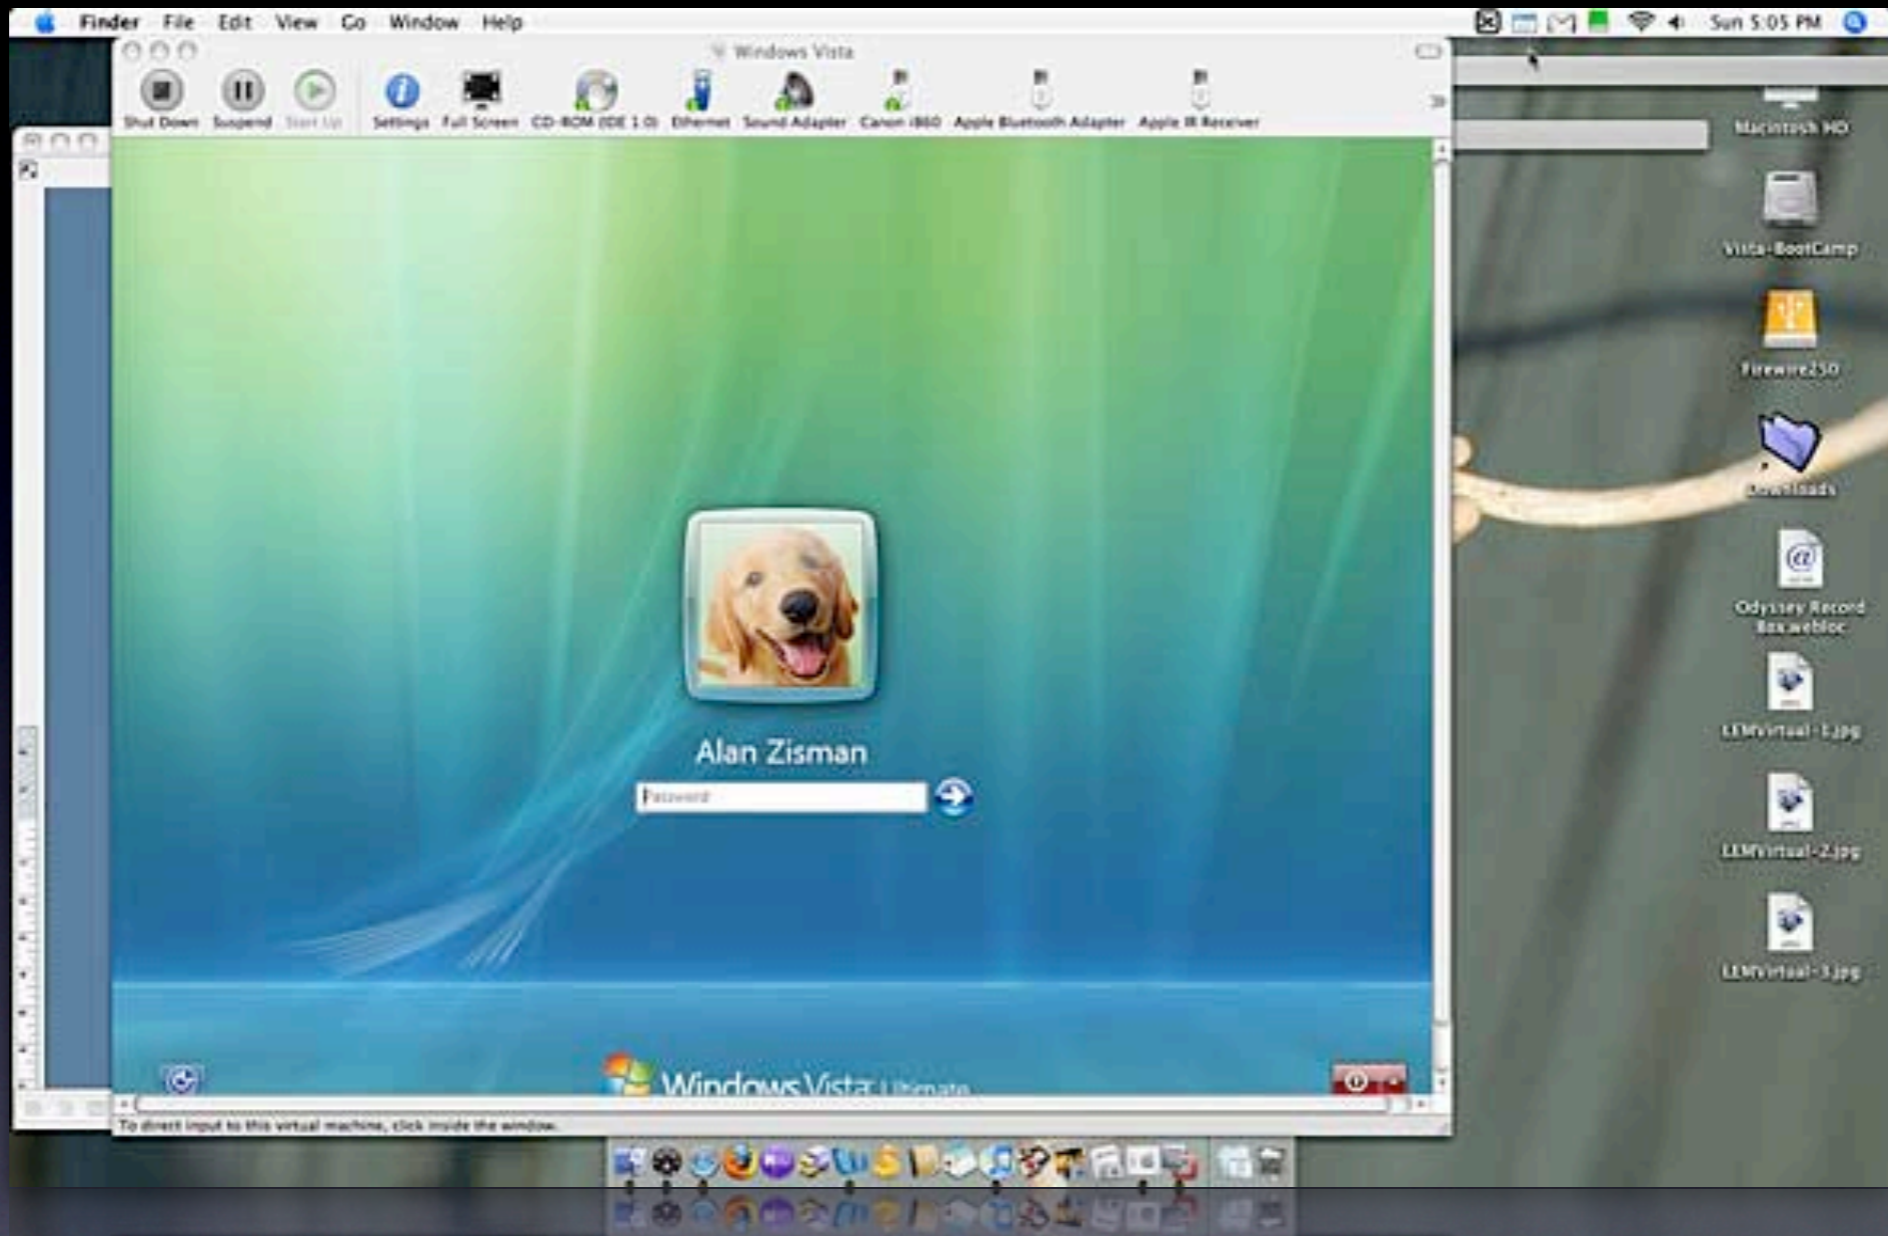 Finder File Edit View Go Window Help
Sun 5:05 PM
Windows Vista
Shut Down Suspend Start Up Settings Full Screen CD-ROM (IDE 1:0) Ethernet Sound Adapter Canon i860 Apple Bluetooth Adapter Apple IR Receiver
Macintosh HD
Vista-BootCamp
Firewire250
Downloads
Odyssey Record
Box.webloc
LEMVirtual-1.jpg
LEMVirtual-2.jpg
LEMVirtual-3.jpg
Alan Zisman
Password
Windows Vista Ultimate
To direct input to this virtual machine, click inside the window.